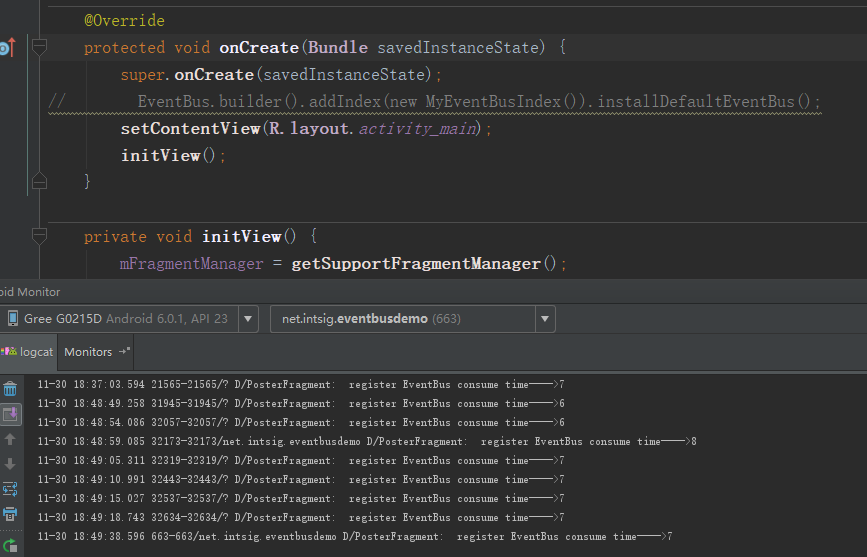 @Override
protected void onCreate(Bundle savedInstanceState) {
super.onCreate(savedInstanceState);
// EventBus.builder().addIndex(new MyEventBusIndex()).installDefaultEventBus();
setContentView(R.layout.activity_main);
initView();
}
private void initView() {
mFragmentManager = getSupportFragmentManager();
oid Monitor
Gree G0215D Android 6.0.1, API 23
net.intsig.eventbusdemo (663)
logcat
Monitors
11-30 18:37:03.594 21565-21565/? D/PosterFragment: register EventBus consume time---->7
11-30 18:48:49.258 31945-31945/? D/PosterFragment: register EventBus consume time---->6
11-30 18:48:54.086 32057-32057/? D/PosterFragment: register EventBus consume time---->6
11-30 18:48:59.085 32173-32173/net.intsig.eventbusdemo D/PosterFragment: register EventBus consume time---->8
11-30 18:49:05.311 32319-32319/? D/PosterFragment: register EventBus consume time---->7
11-30 18:49:10.991 32443-32443/? D/PosterFragment: register EventBus consume time---->7
11-30 18:49:15.027 32537-32537/? D/PosterFragment: register EventBus consume time---->7
11-30 18:49:18.743 32634-32634/? D/PosterFragment: register EventBus consume time---->7
11-30 18:49:38.596 663-663/net.intsig.eventbusdemo D/PosterFragment: register EventBus consume time---->7